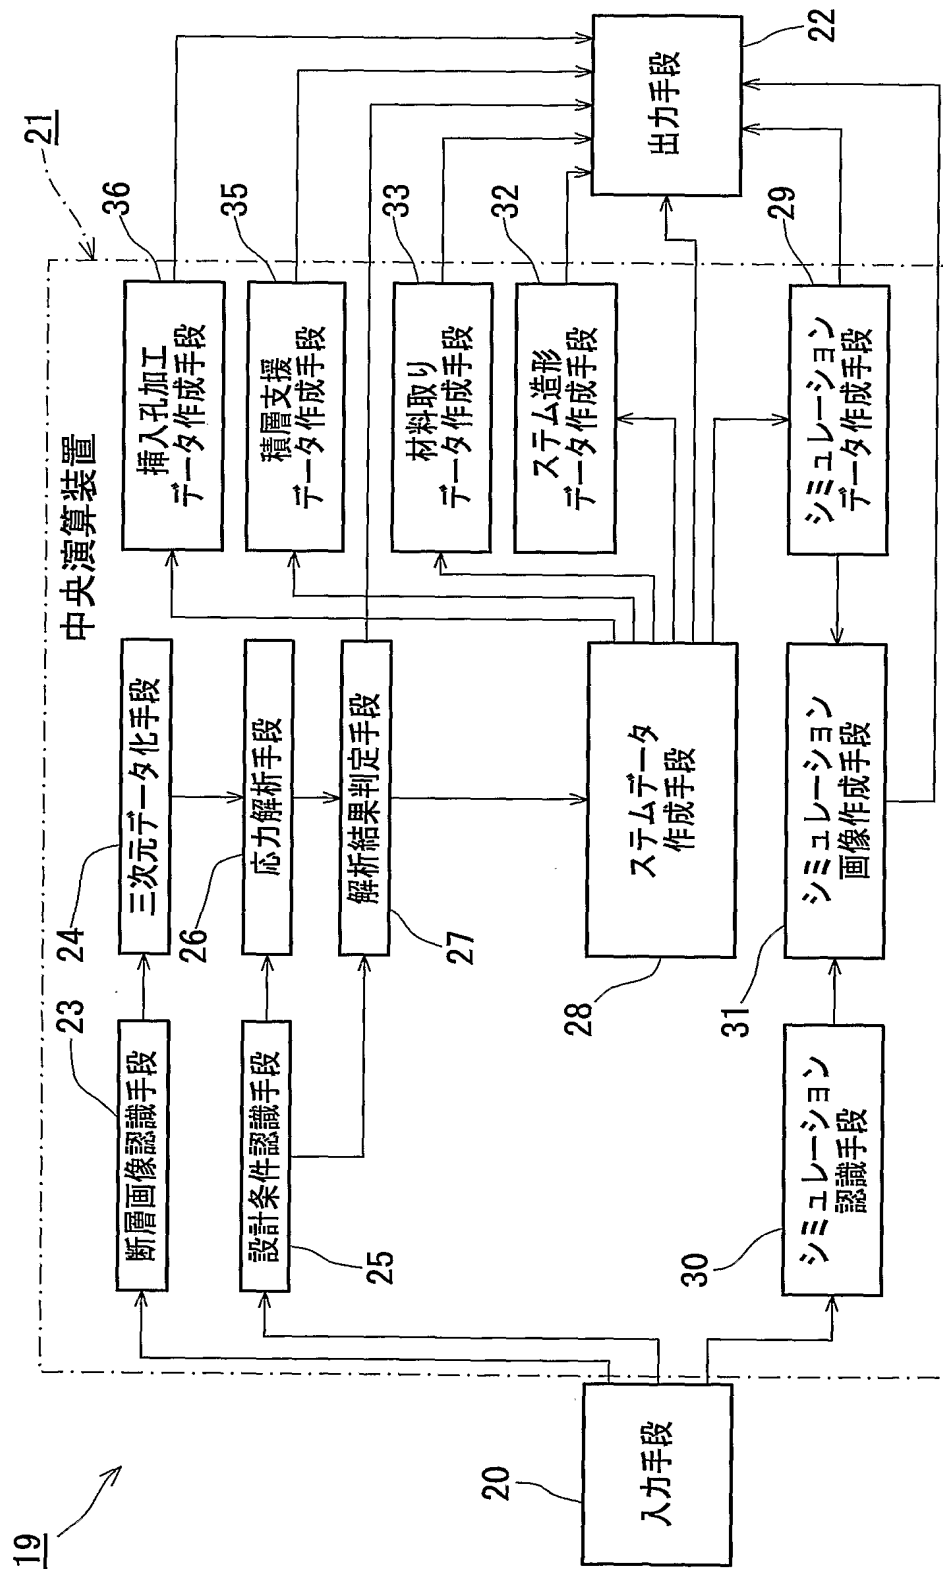 19
21
中央演算装置
20
入力手段
23
断層画像認識手段
24
三次元データ化手段
36
挿入孔加工
データ作成手段
25
設計条件認識手段
26
応力解析手段
35
積層支援
データ作成手段
27
解析結果判定手段
33
材料取り
データ作成手段
32
ステム造形
データ作成手段
28
ステムデータ
作成手段
22
出力手段
30
シミュレーション
認識手段
31
シミュレーション
画像作成手段
29
シミュレーション
データ作成手段